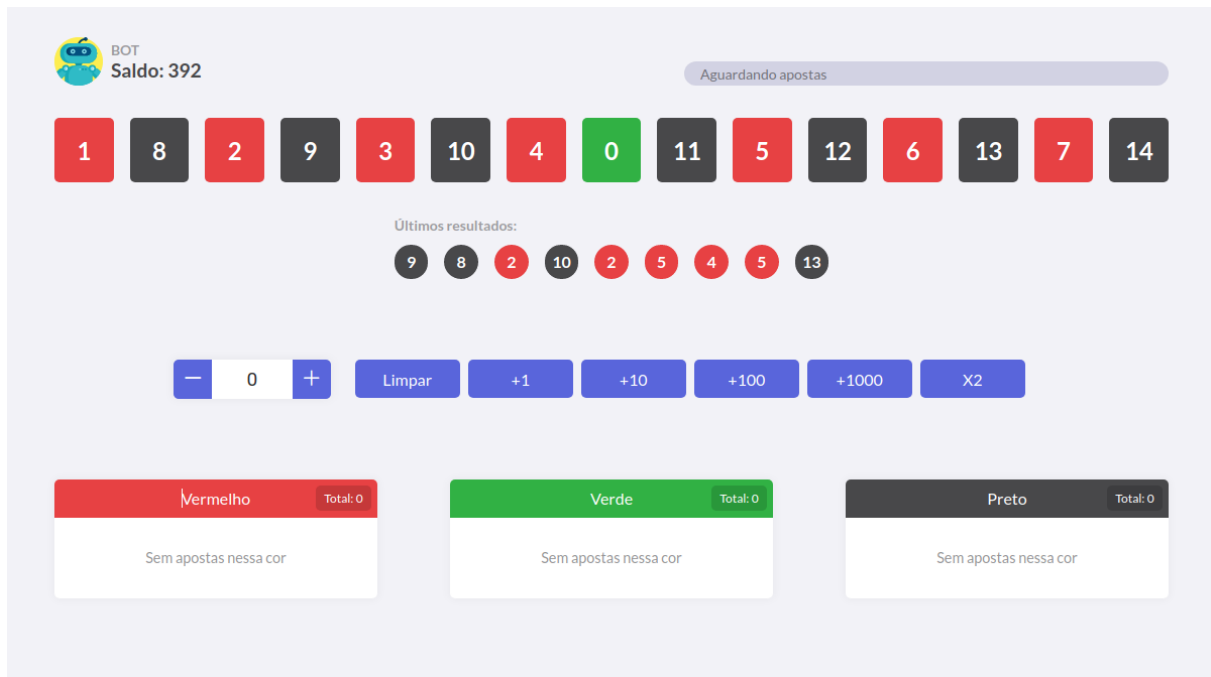 BOT
Saldo: 392
Aguardando apostas
1 8 2 9 3 10 4 0 11 5 12 6 13 7 14
Últimos resultados:
9 8 2 10 2 5 4 5 13
— 0 + Limpar +1 +10 +100 +1000 X2
Vermelho Total: 0 Verde Total: 0 Preto Total: 0
Sem apostas nessa cor Sem apostas nessa cor Sem apostas nessa cor